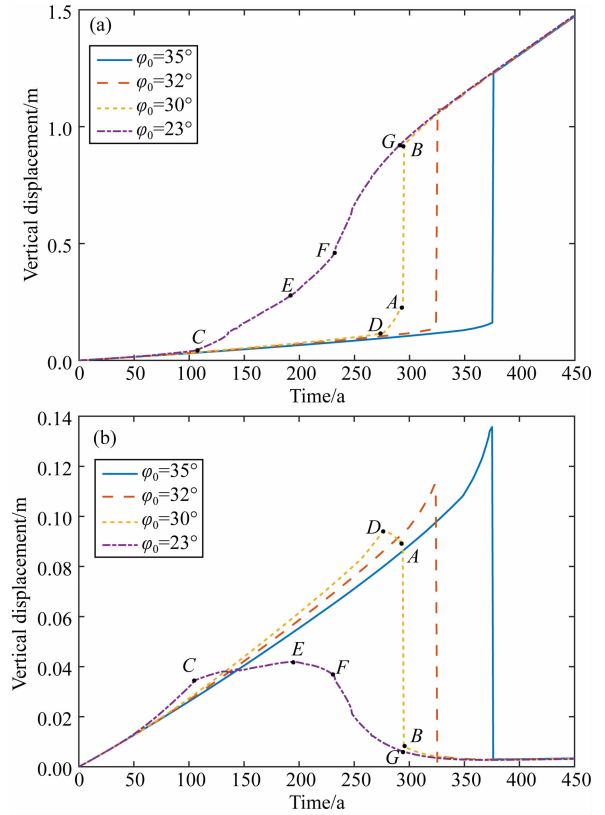 (a)
1.5
1.0
0.5
0.0
Vertical displacement/m
φ₀=35°
φ₀=32°
φ₀=30°
φ₀=23°
G
B
F
E
A
D
C
0 50 100 150 200 250 300 350 400 450
Time/a
(b)
0.14
0.12
0.10
0.08
0.06
0.04
0.02
0.00
Vertical displacement/m
φ₀=35°
φ₀=32°
φ₀=30°
φ₀=23°
D
A
C
E
F
B
G
0 50 100 150 200 250 300 350 400 450
Time/a